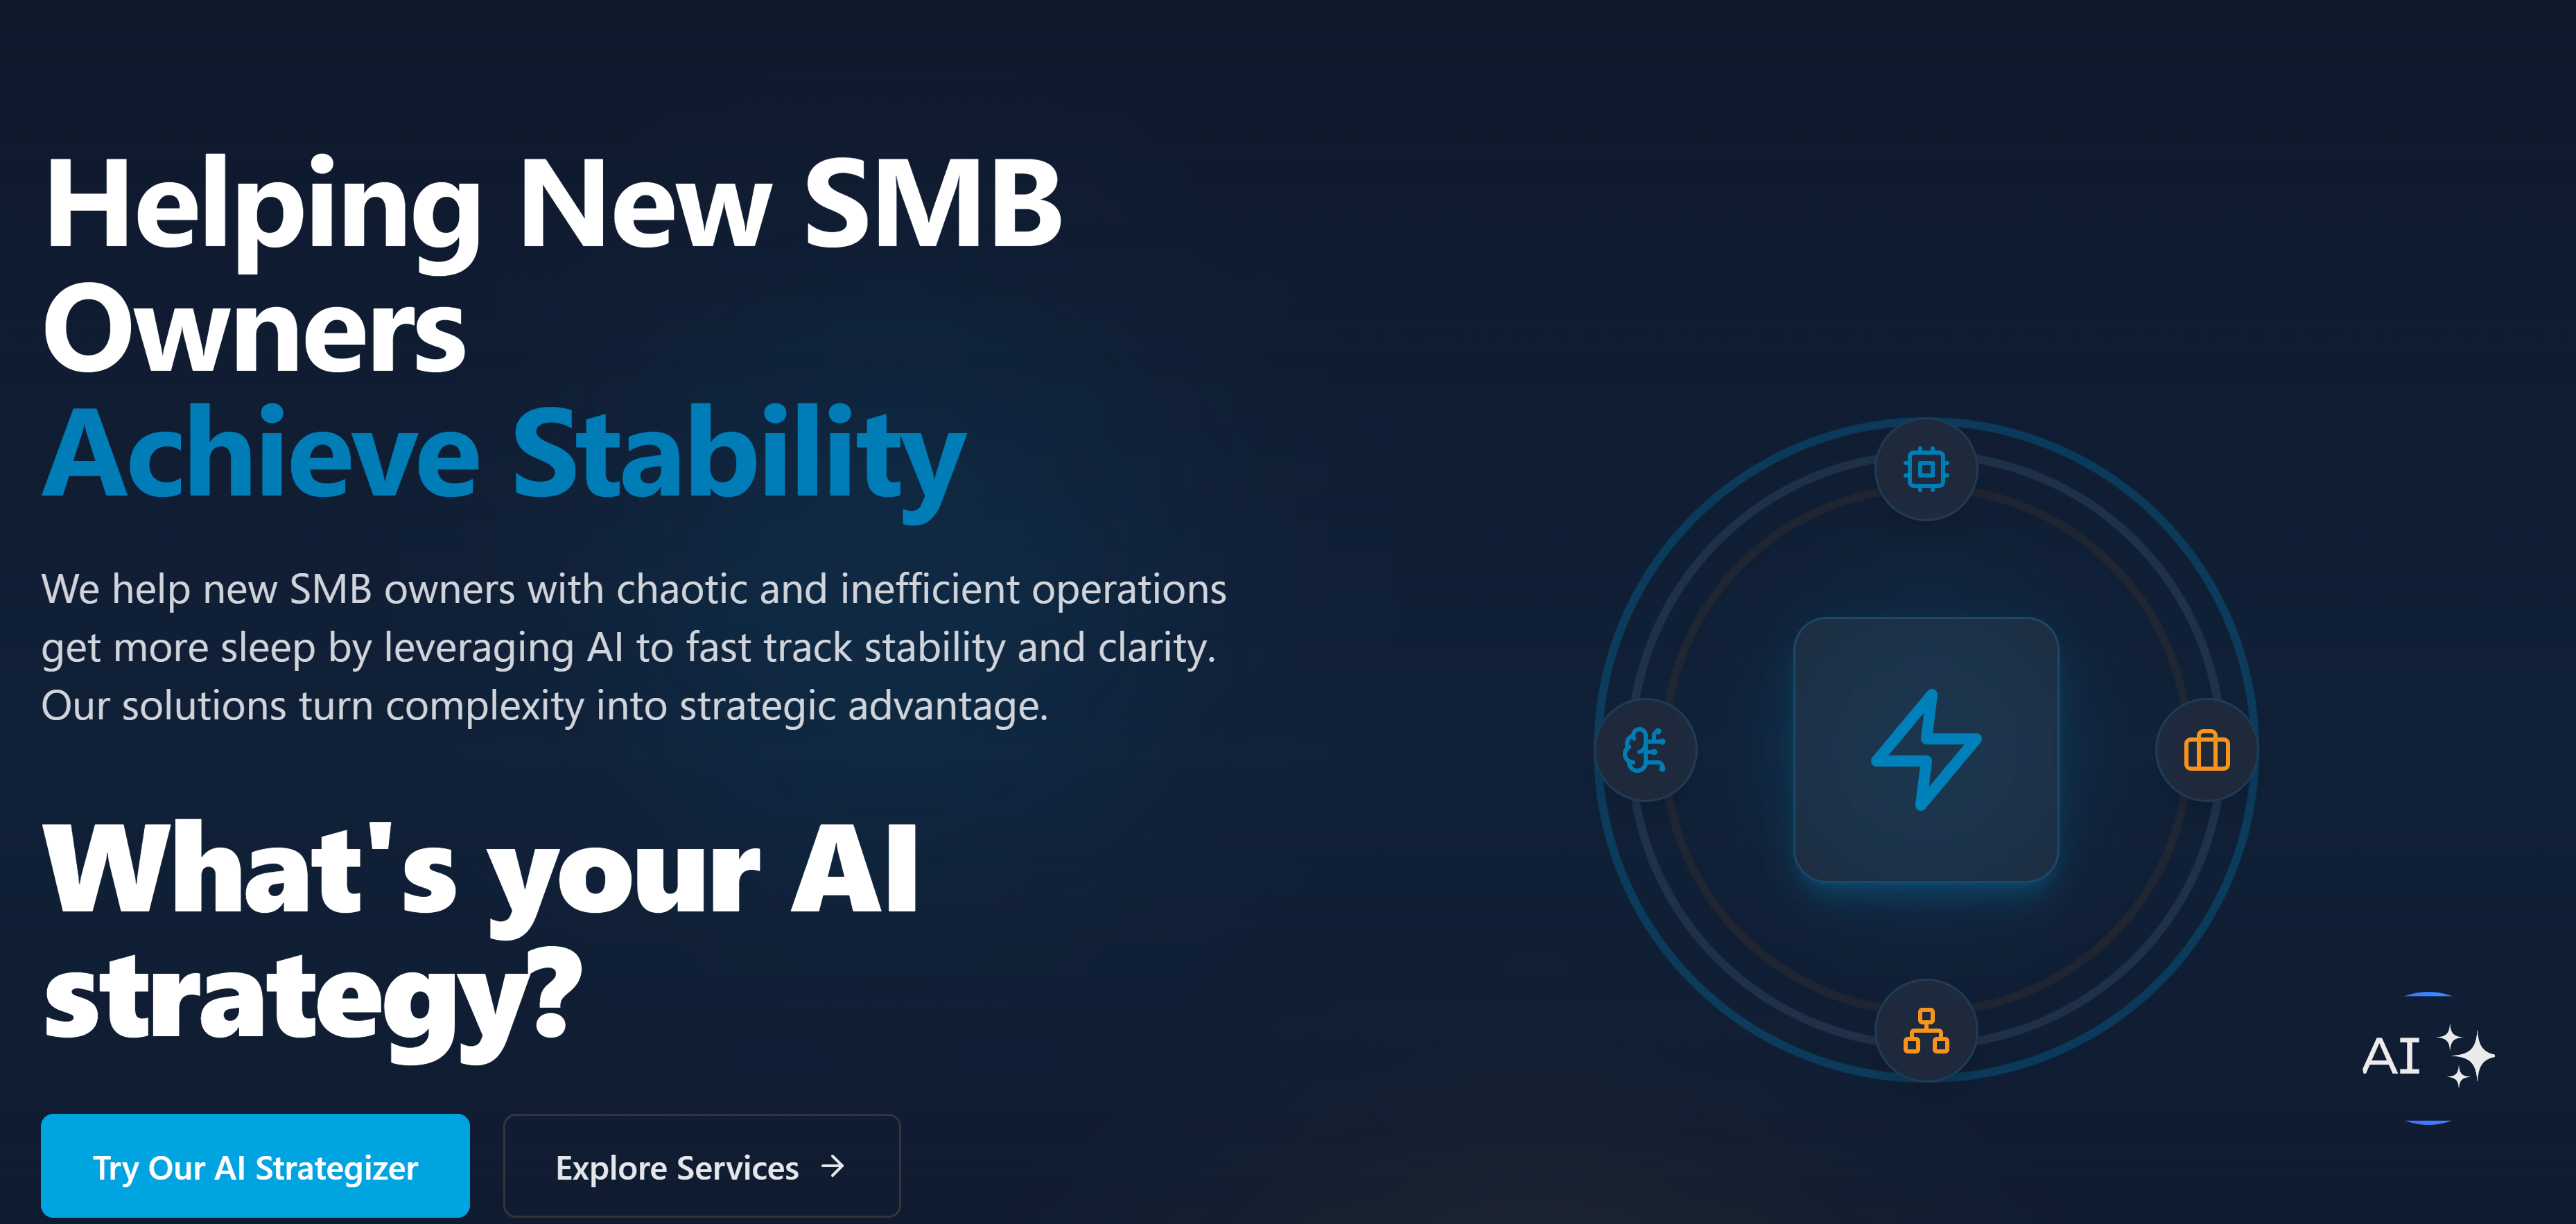 Helping New SMB
Owners
Achieve Stability
We help new SMB owners with chaotic and inefficient operations
get more sleep by leveraging AI to fast track stability and clarity.
Our solutions turn complexity into strategic advantage.
What's your AI
strategy?
Try Our AI Strategizer
Explore Services →
AI